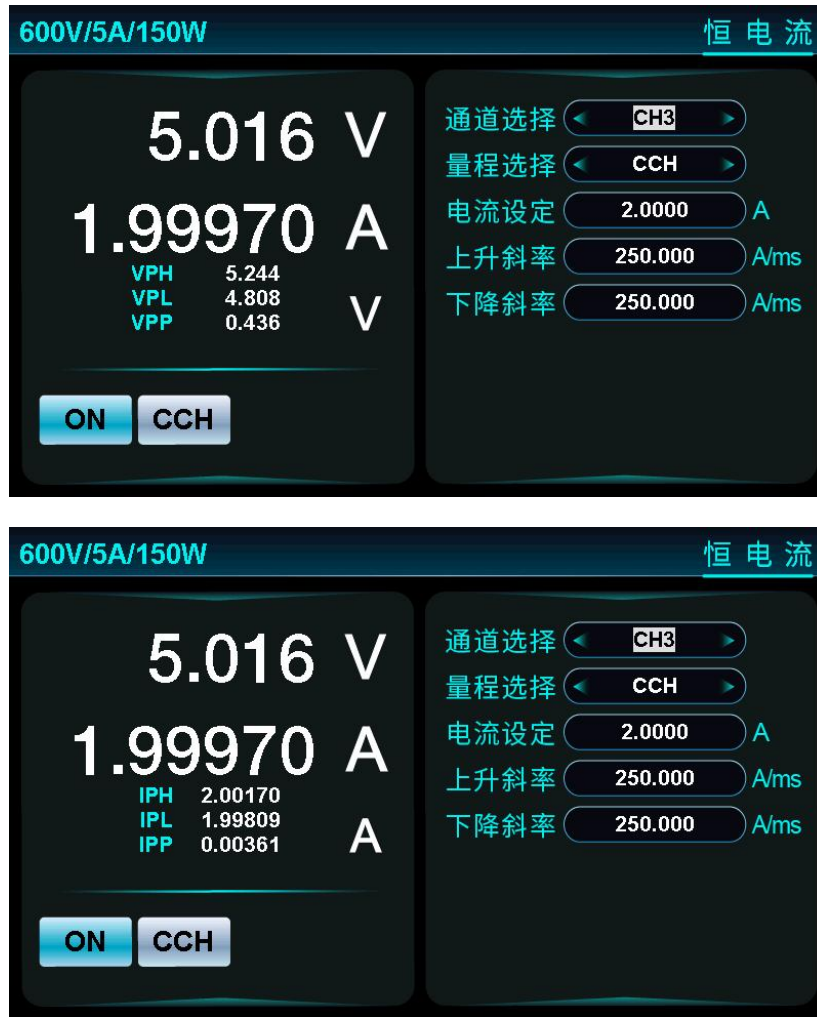 600V/5A/150W 恒电流
5.016 V
1.99970 A
VPH 5.244
VPL 4.808 V
VPP 0.436
ON CCH
通道选择 CH3
量程选择 CCH
电流设定 2.0000 A
上升斜率 250.000 A/ms
下降斜率 250.000 A/ms
600V/5A/150W 恒电流
5.016 V
1.99970 A
IPH 2.00170
IPL 1.99809 A
IPP 0.00361
ON CCH
通道选择 CH3
量程选择 CCH
电流设定 2.0000 A
上升斜率 250.000 A/ms
下降斜率 250.000 A/ms